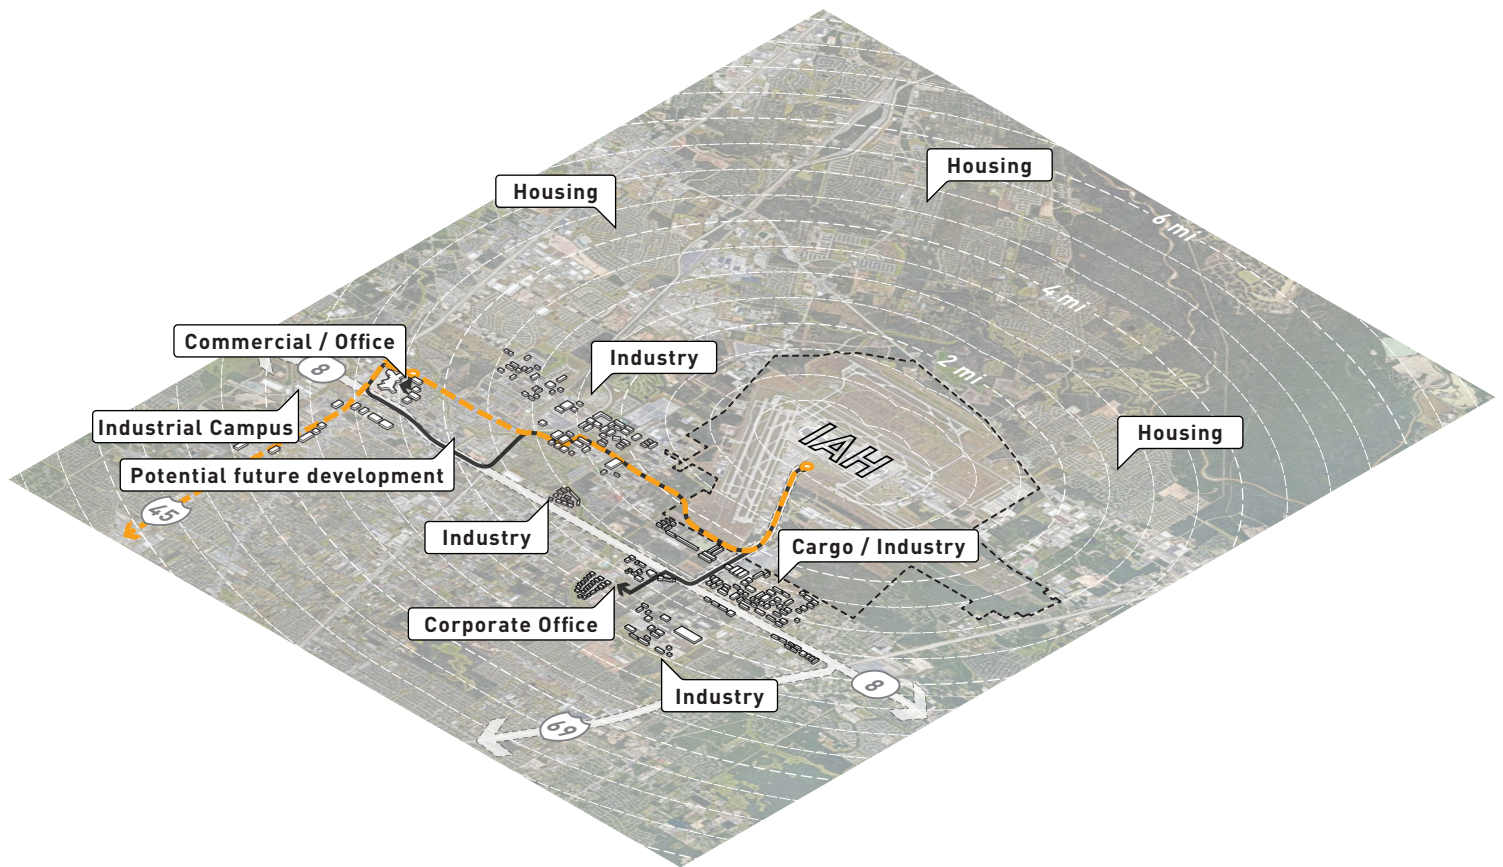 Housing
Housing
6 mi
4 mi
Commercial / Office
8
Industry
2 mi
Industrial Campus
IAH
Housing
Potential future development
45
Industry
Cargo / Industry
Corporate Office
Industry
8
69